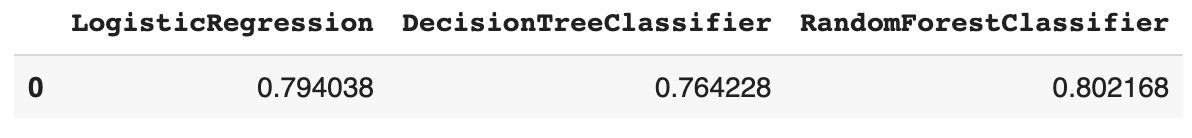 LogisticRegression DecisionTreeClassifier RandomForestClassifier
0 0.794038 0.764228 0.802168